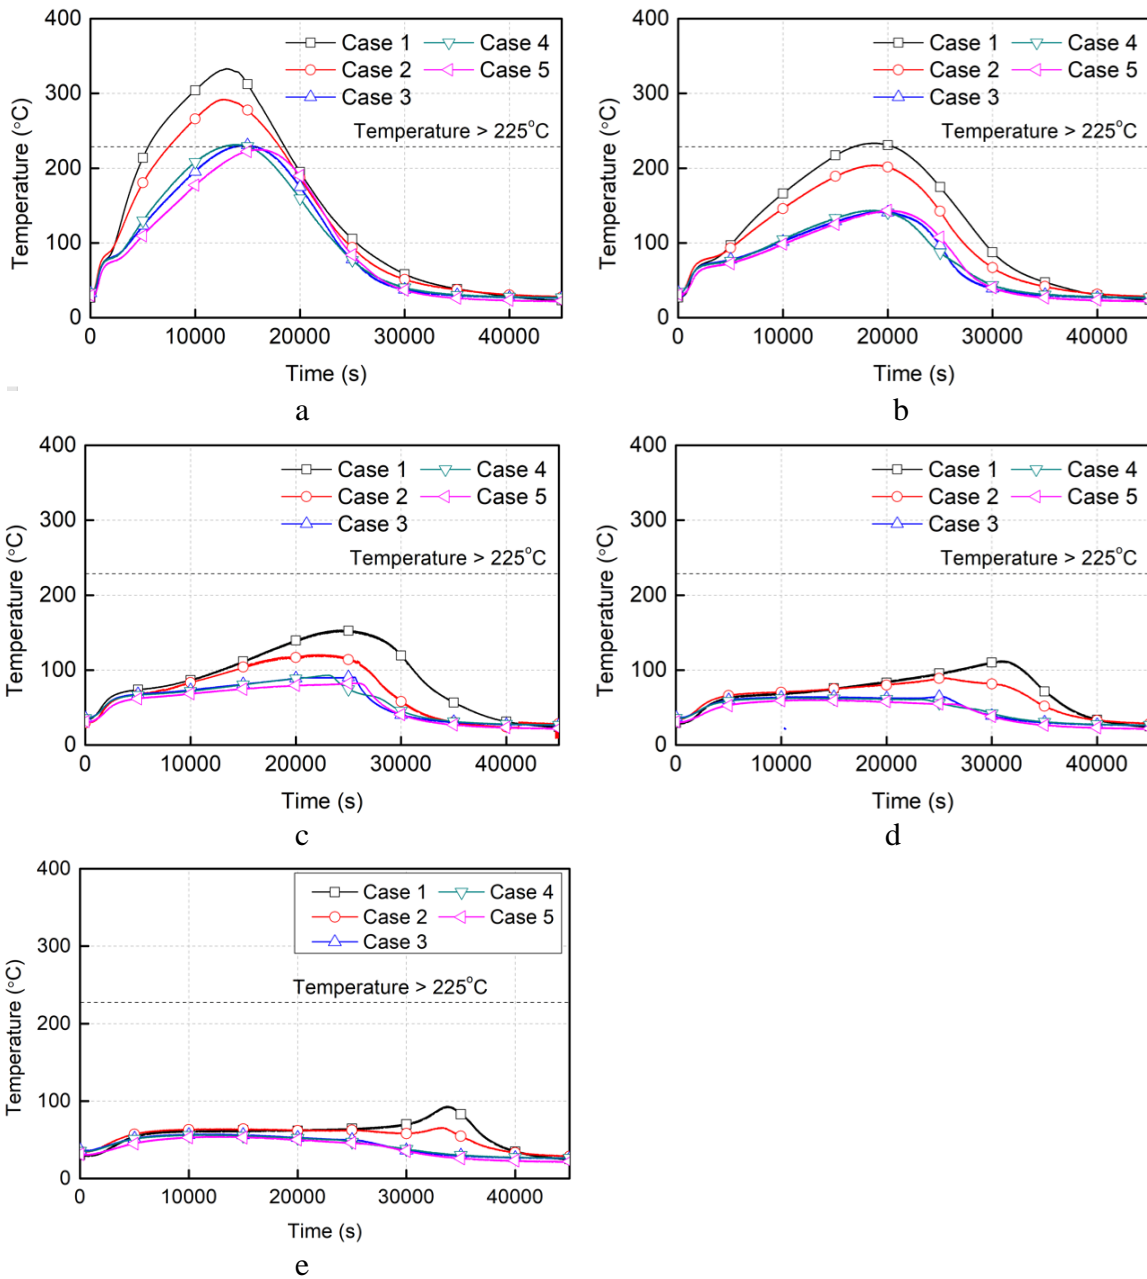 400
300
200
100
0
Temperature (°C)
Case 1
Case 2
Case 3
Case 4
Case 5
Temperature > 225°C
0 10000 20000 30000 40000
Time (s)
a
400
300
200
100
0
Temperature (°C)
Case 1
Case 2
Case 3
Case 4
Case 5
Temperature > 225°C
0 10000 20000 30000 40000
Time (s)
b
400
300
200
100
0
Temperature (°C)
Case 1
Case 2
Case 3
Case 4
Case 5
Temperature > 225°C
0 10000 20000 30000 40000
Time (s)
c
400
300
200
100
0
Temperature (°C)
Case 1
Case 2
Case 3
Case 4
Case 5
Temperature > 225°C
0 10000 20000 30000 40000
Time (s)
d
400
300
200
100
0
Temperature (°C)
Case 1
Case 2
Case 3
Case 4
Case 5
Temperature > 225°C
0 10000 20000 30000 40000
Time (s)
e